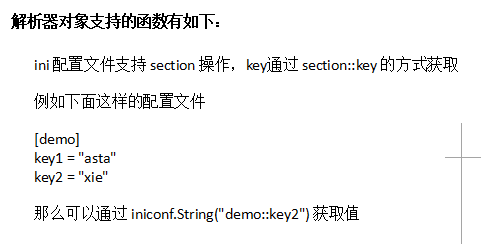 解析器对象支持的函数有如下：
ini 配置文件支持 section 操作，key通过 section::key 的方式获取
例如下面这样的配置文件
[demo]
key1 = "asta"
key2 = "xie"
那么可以通过 iniconf.String("demo::key2") 获取值